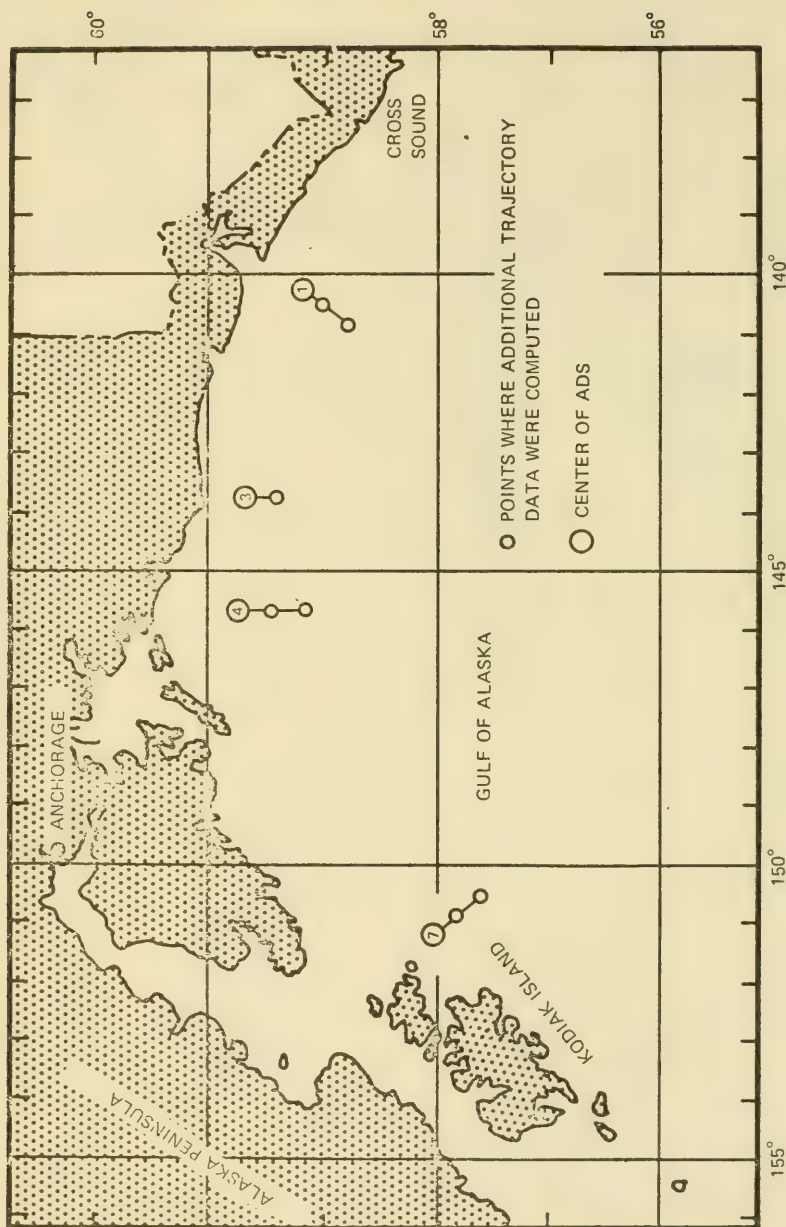 60°
58°
56°
ANCHORAGE
ALASKA PENINSULA
CROSS
SOUND
1
3
4
7
GULF OF ALASKA
KODIAK ISLAND
POINTS WHERE ADDITIONAL TRAJECTORY
DATA WERE COMPUTED
CENTER OF ADS
155°
150°
145°
140°